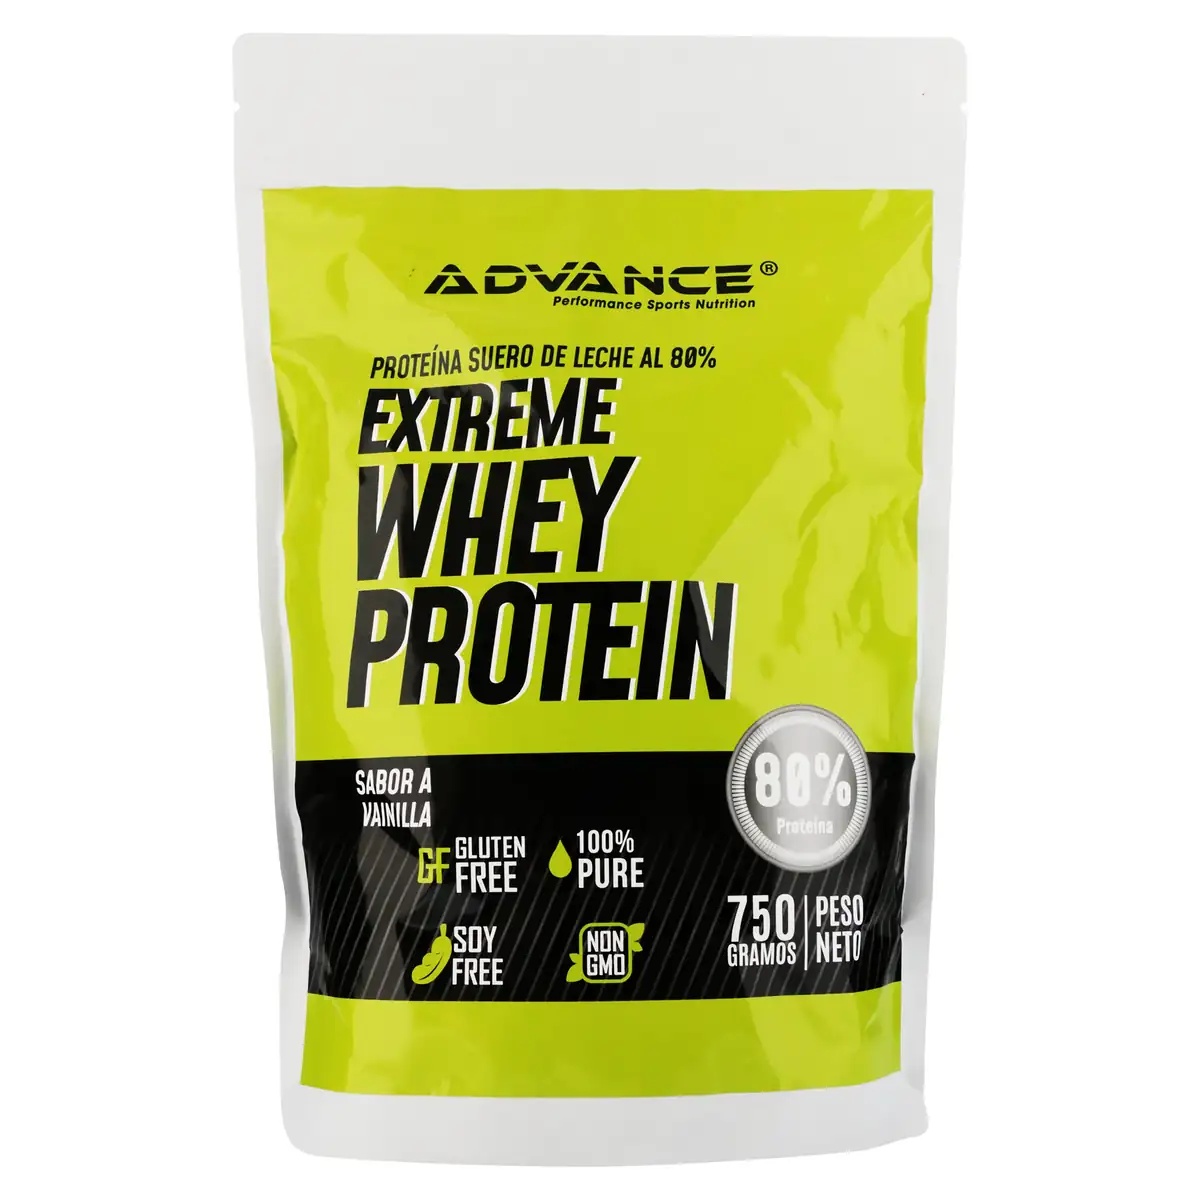 ADVANCE®
Performance Sports Nutrition
PROTEÍNA SUERO DE LECHE AL 80%
EXTREME
WHEY
PROTEIN
80%
Proteína
SABOR A
VAINILLA
GF GLUTEN
FREE
100%
PURE
SOY
FREE
NON
GMO
750
GRAMOS
PESO
NETO